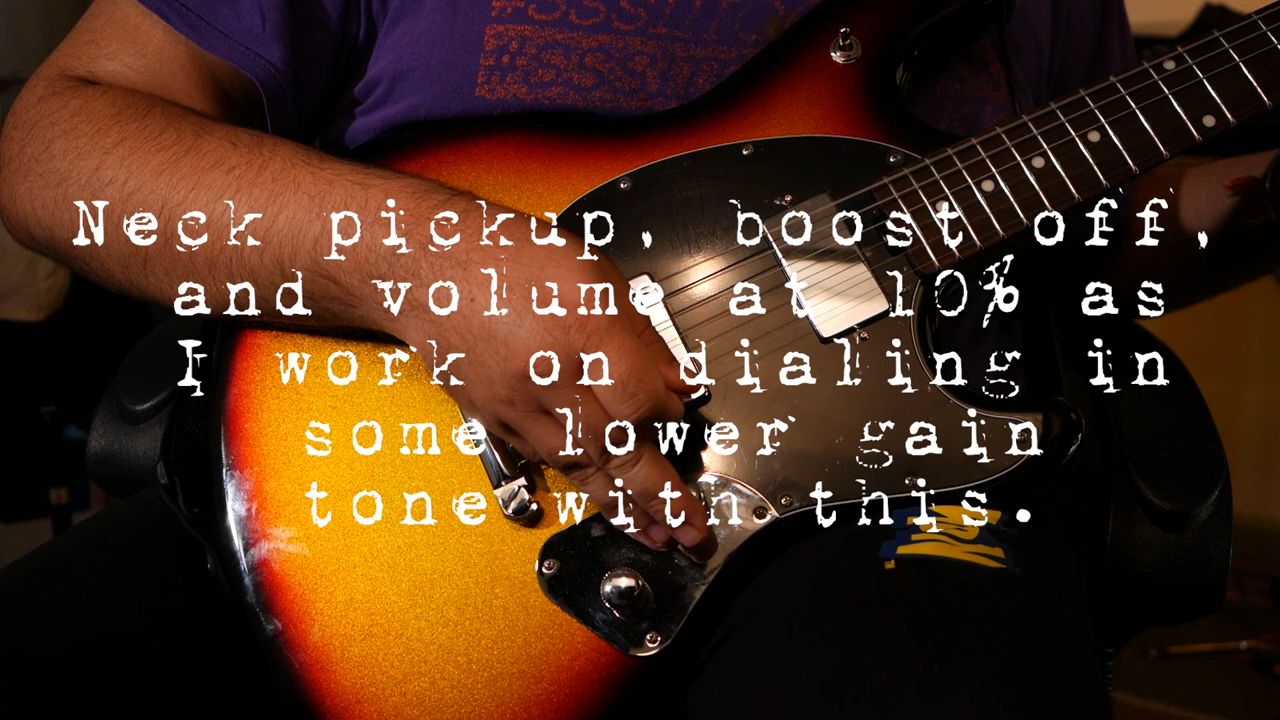 Neck pickup, boost off,
and volume at 10% as
I work on dialing in
some lower gain
tone with this.